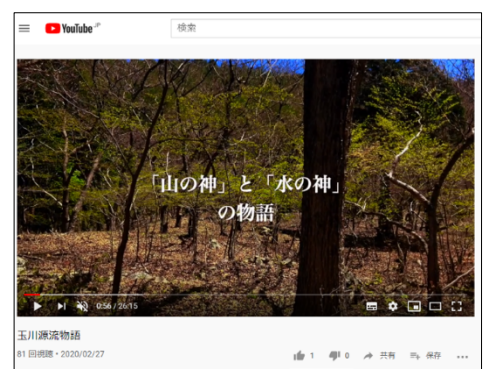 YouTube JP
検索
「山の神」と「水の神」
の物語
0:56 / 26:15
玉川源流物語
81 回視聴・2020/02/27
1 0 共有 保存